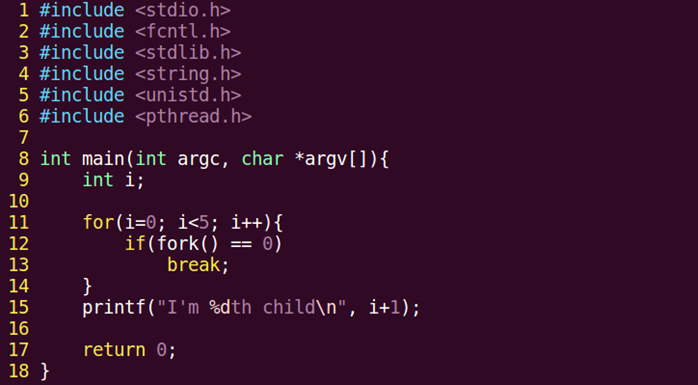 1 #include <stdio.h>
2 #include <fcntl.h>
3 #include <stdlib.h>
4 #include <string.h>
5 #include <unistd.h>
6 #include <pthread.h>
7
8 int main(int argc, char *argv[]){
9     int i;
10
11     for(i=0; i<5; i++){
12         if(fork() == 0)
13             break;
14     }
15     printf("I'm %dth child\n", i+1);
16
17     return 0;
18 }